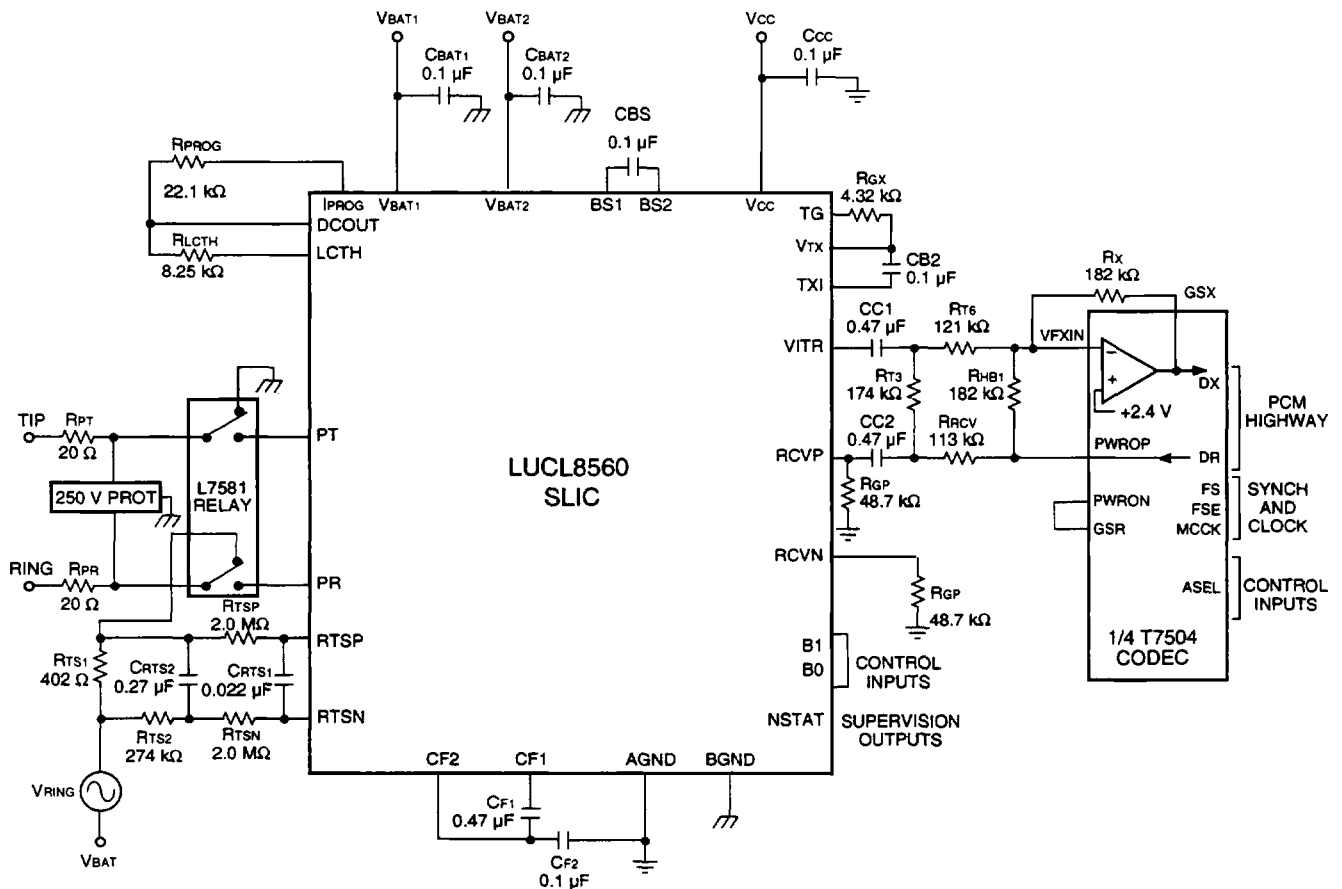 VBAT1
VBAT2
VCC
CBAT1
0.1 µF
CBAT2
0.1 µF
CCC
0.1 µF
CBS
0.1 µF
RPROG
22.1 kΩ
RLCTH
8.25 kΩ
IPROG
VBAT1
VBAT2
BS1
BS2
VCC
DCOUT
LCTH
TG
VTX
TXI
RGX
4.32 kΩ
CB2
0.1 µF
RX
182 kΩ
GSX
VITR
CC1
0.47 µF
RT6
121 kΩ
VFXIN
−
+
+2.4 V
DX
RT3
174 kΩ
RHB1
182 kΩ
PCM
HIGHWAY
TIP
RPT
20 Ω
PT
250 V PROT
L7581
RELAY
LUCL8560
SLIC
RCVP
CC2
0.47 µF
RRCV
113 kΩ
PWROP
DR
RGP
48.7 kΩ
PWRON
GSR
FS
FSE
MCCK
SYNCH
AND
CLOCK
RING
RPR
20 Ω
PR
RCVN
RGP
48.7 kΩ
ASEL
CONTROL
INPUTS
1/4 T7504
CODEC
RTSP
2.0 MΩ
RTSP
RTS1
402 Ω
CRTS2
0.27 µF
CRTS1
0.022 µF
RTSN
RTS2
274 kΩ
RTSN
2.0 MΩ
B1
B0
CONTROL
INPUTS
NSTAT
SUPERVISION
OUTPUTS
VRING
VBAT
CF2
CF1
AGND
BGND
CF1
0.47 µF
CF2
0.1 µF